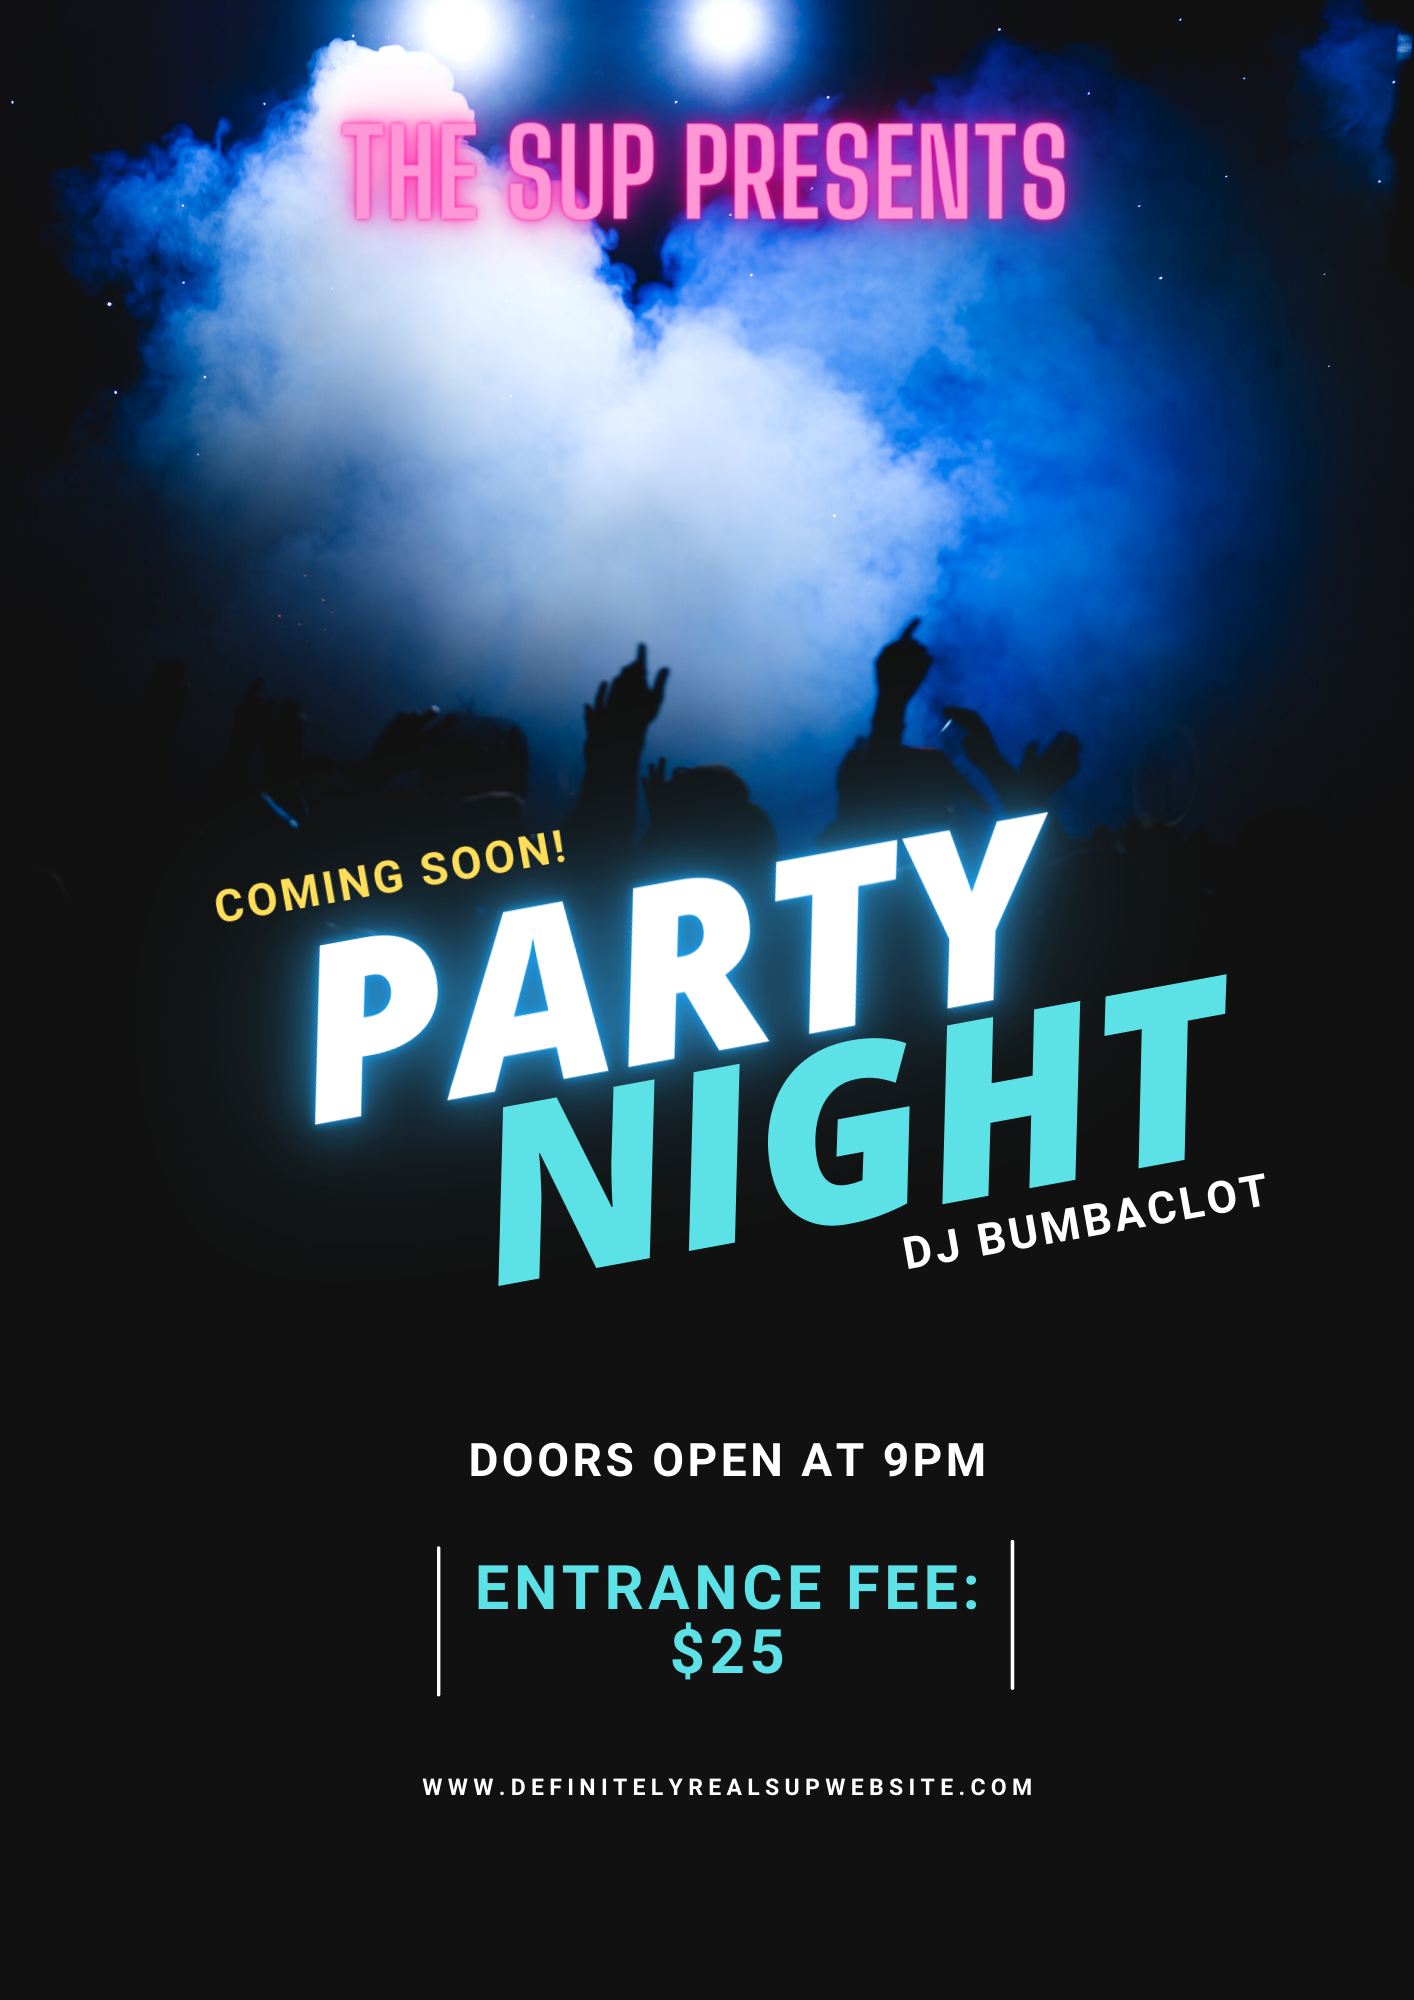 THE SUP PRESENTS
COMING SOON!
PARTY
NIGHT
DJ BUMBACLOT
DOORS OPEN AT 9PM
ENTRANCE FEE:
$25
WWW.DEFINITELYREALSUPWEBSITE.COM